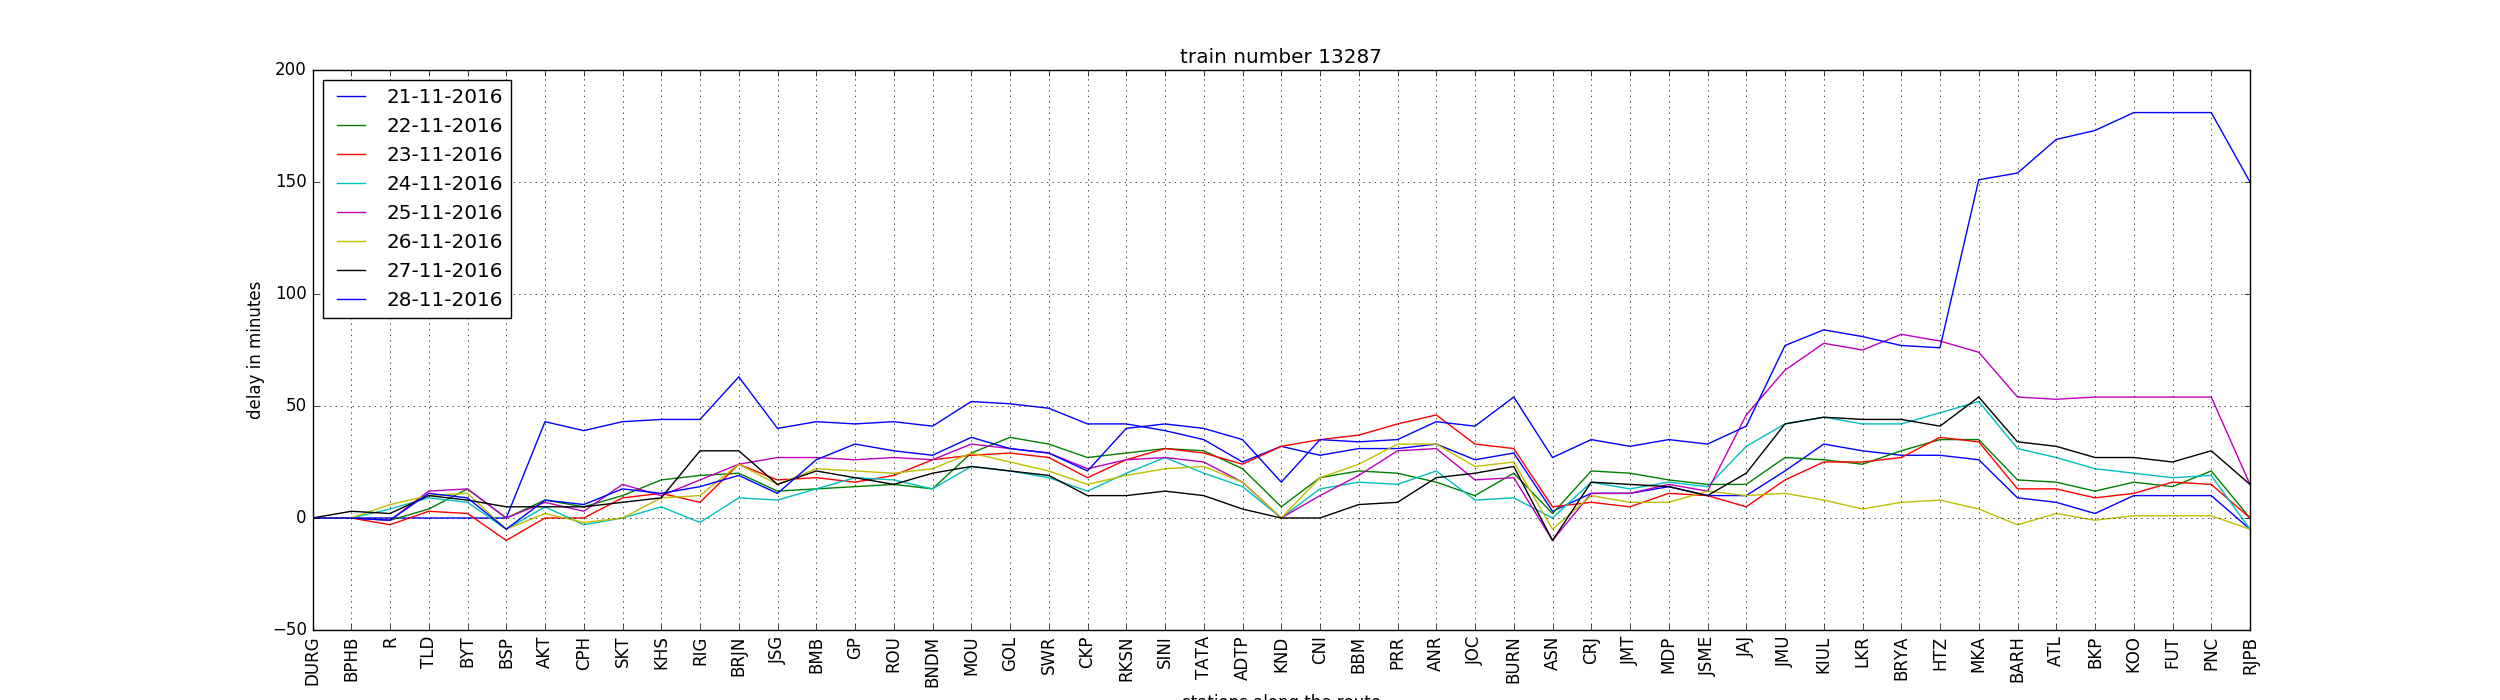 train number 13287
200
150
100
50
0
−50
delay in minutes
21-11-2016
22-11-2016
23-11-2016
24-11-2016
25-11-2016
26-11-2016
27-11-2016
28-11-2016
DURG
BPHB
R
TLD
BYT
BSP
AKT
CPH
SKT
KHS
RIG
BRJN
JSG
BMB
GP
ROU
BNDM
MOU
GOL
SWR
CKP
RKSN
SINI
TATA
ADTP
KND
CNI
BBM
PRR
ANR
JOC
BURN
ASN
CRJ
JMT
MDP
JSME
JAJ
JMU
KIUL
LKR
BRYA
HTZ
MKA
BARH
ATL
BKP
KOO
FUT
PNC
RJPB
stations along the route